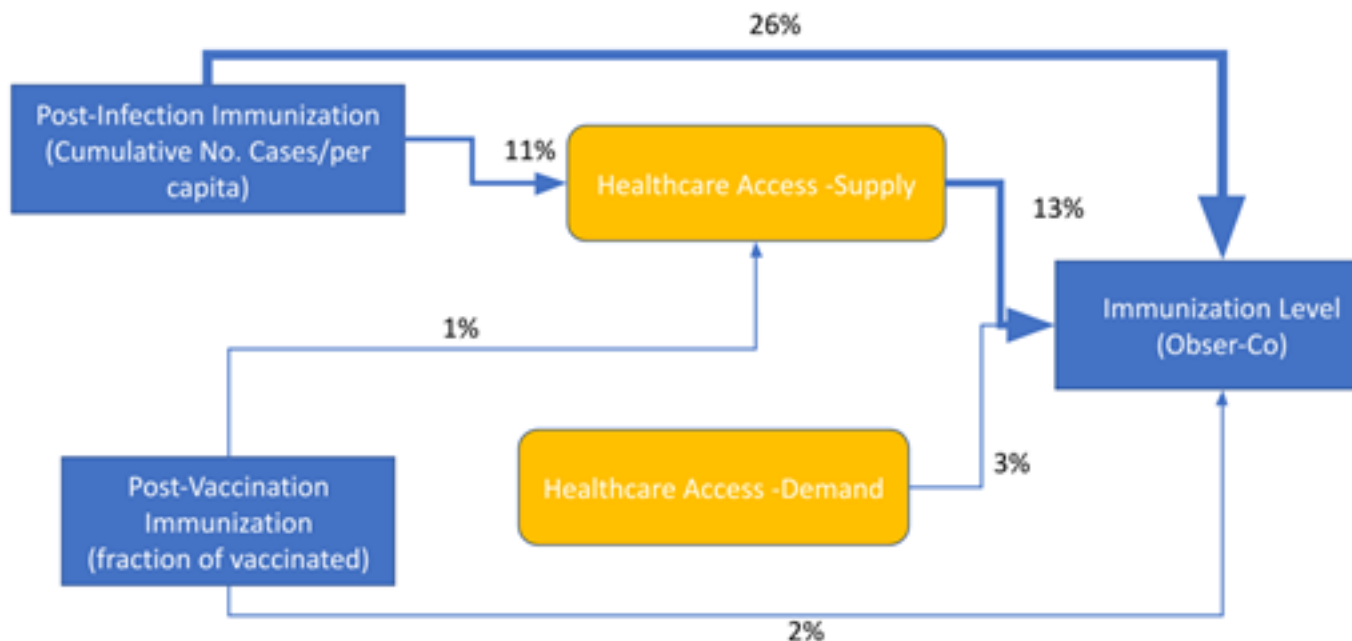 26%
Post-Infection Immunization
(Cumulative No. Cases/per
capita)
11%
Healthcare Access -Supply
13%
Immunization Level
(Obser-Co)
1%
Healthcare Access -Demand
3%
Post-Vaccination
Immunization
(fraction of vaccinated)
2%